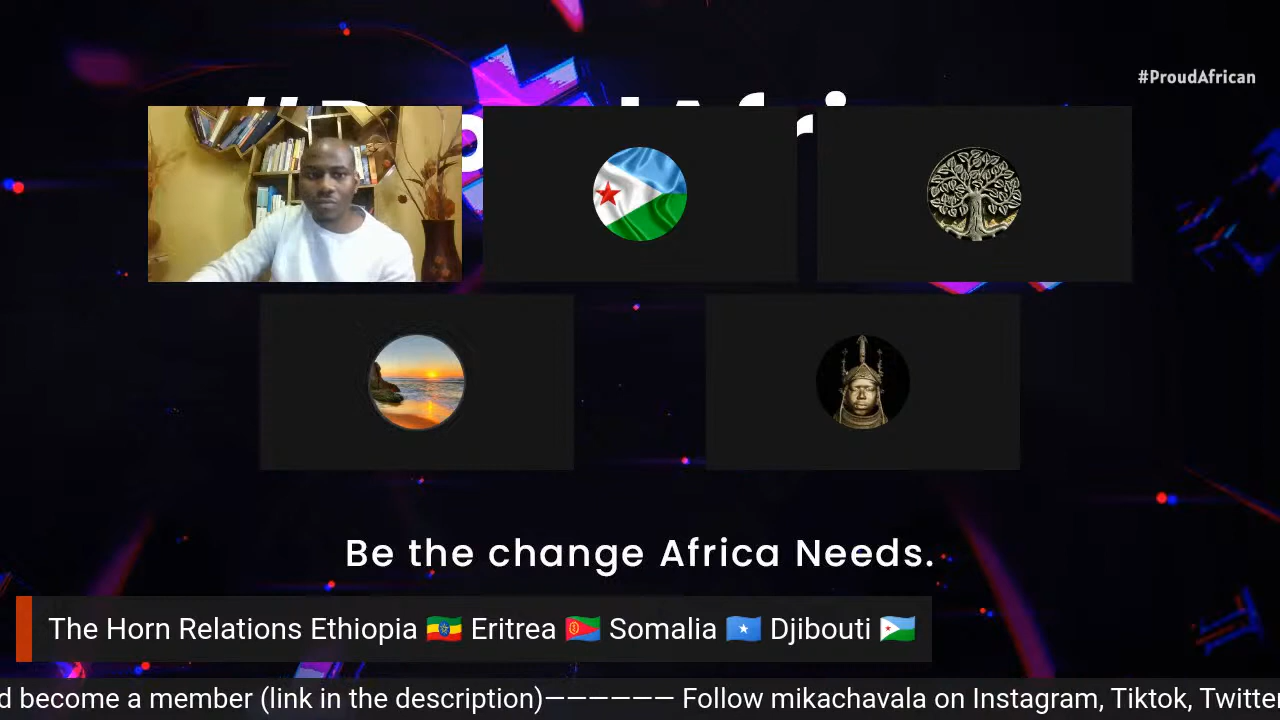 #ProudAfrican
Be the change Africa Needs.
The Horn Relations Ethiopia 🇪🇹 Eritrea 🇪🇷 Somalia 🇸🇴 Djibouti 🇩🇯
become a member (link in the description)—————— Follow mikachavala on Instagram, Tiktok, Twitter